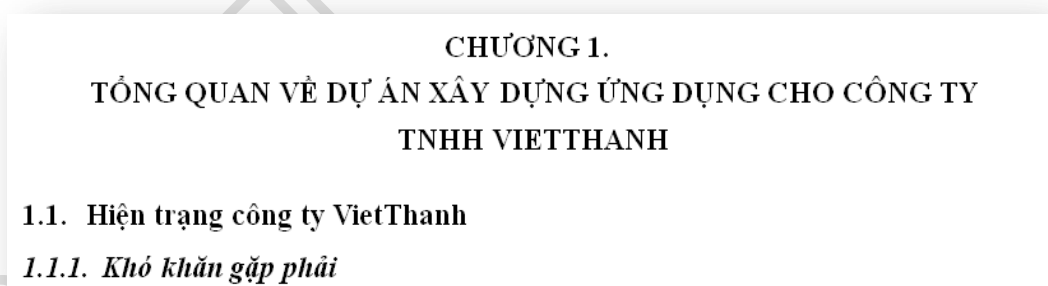 CHƯƠNG 1.
TỔNG QUAN VỀ DỰ ÁN XÂY DỰNG ỨNG DỤNG CHO CÔNG TY
TNHH VIETTHANH
1.1. Hiện trạng công ty VietThanh
1.1.1. Khó khăn gặp phải